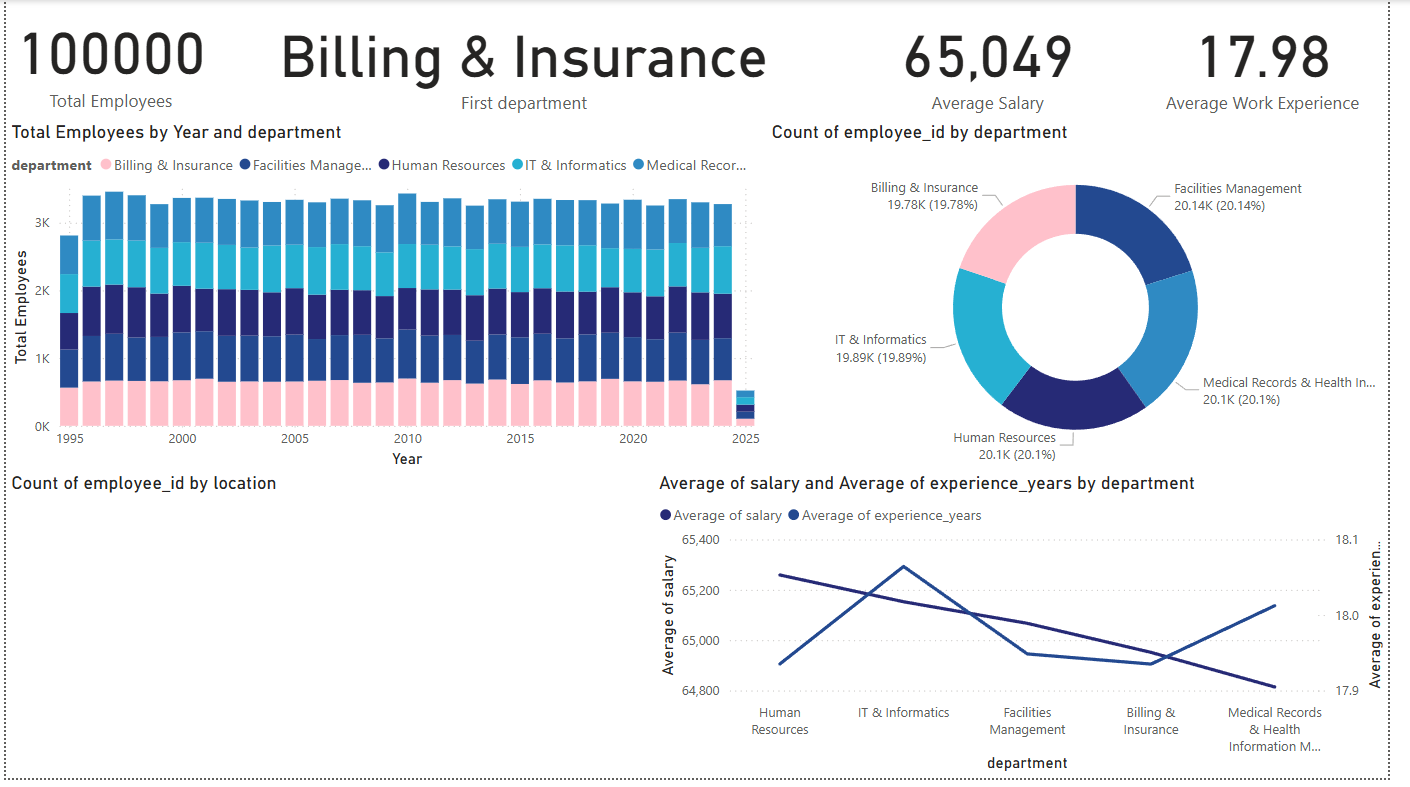 100000
Total Employees
Billing & Insurance
First department
65,049
Average Salary
17.98
Average Work Experience
Total Employees by Year and department
department Billing & Insurance Facilities Manage... Human Resources IT & Informatics Medical Recor...
Total Employees
3K
2K
1K
0K
1995 2000 2005 2010 2015 2020 2025
Year
Count of employee_id by department
Billing & Insurance
19.78K (19.78%)
Facilities Management
20.14K (20.14%)
IT & Informatics
19.89K (19.89%)
Medical Records & Health In...
20.1K (20.1%)
Human Resources
20.1K (20.1%)
Count of employee_id by location
Average of salary and Average of experience_years by department
Average of salary Average of experience_years
Average of salary
65,400
65,200
65,000
64,800
18.1
18.0
17.9
Average of experien...
Human
Resources
IT & Informatics
Facilities
Management
Billing &
Insurance
Medical Records
& Health
Information M...
department